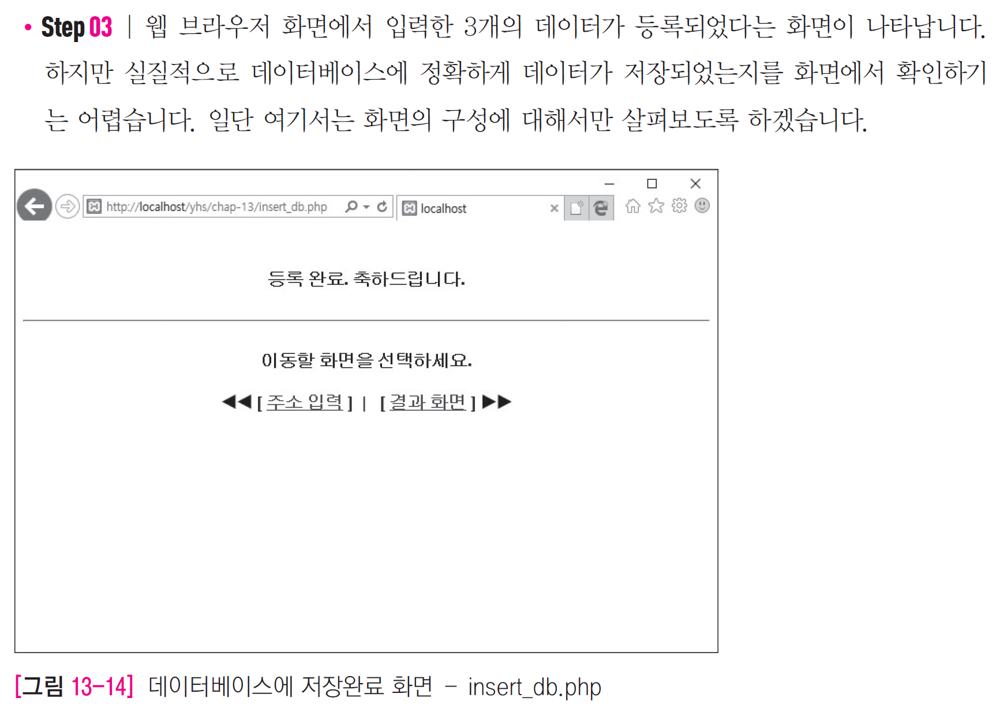 • Step 03 | 웹 브라우저 화면에서 입력한 3개의 데이터가 등록되었다는 화면이 나타납니다.
하지만 실질적으로 데이터베이스에 정확하게 데이터가 저장되었는지를 화면에서 확인하기
는 어렵습니다. 일단 여기서는 화면의 구성에 대해서만 살펴보도록 하겠습니다.
http://localhost/yhs/chap-13/insert_db.php
localhost
등록 완료. 축하드립니다.
이동할 화면을 선택하세요.
◀◀ [ 주소 입력 ] | [ 결과 화면 ] ▶▶
[그림 13-14] 데이터베이스에 저장완료 화면 - insert_db.php